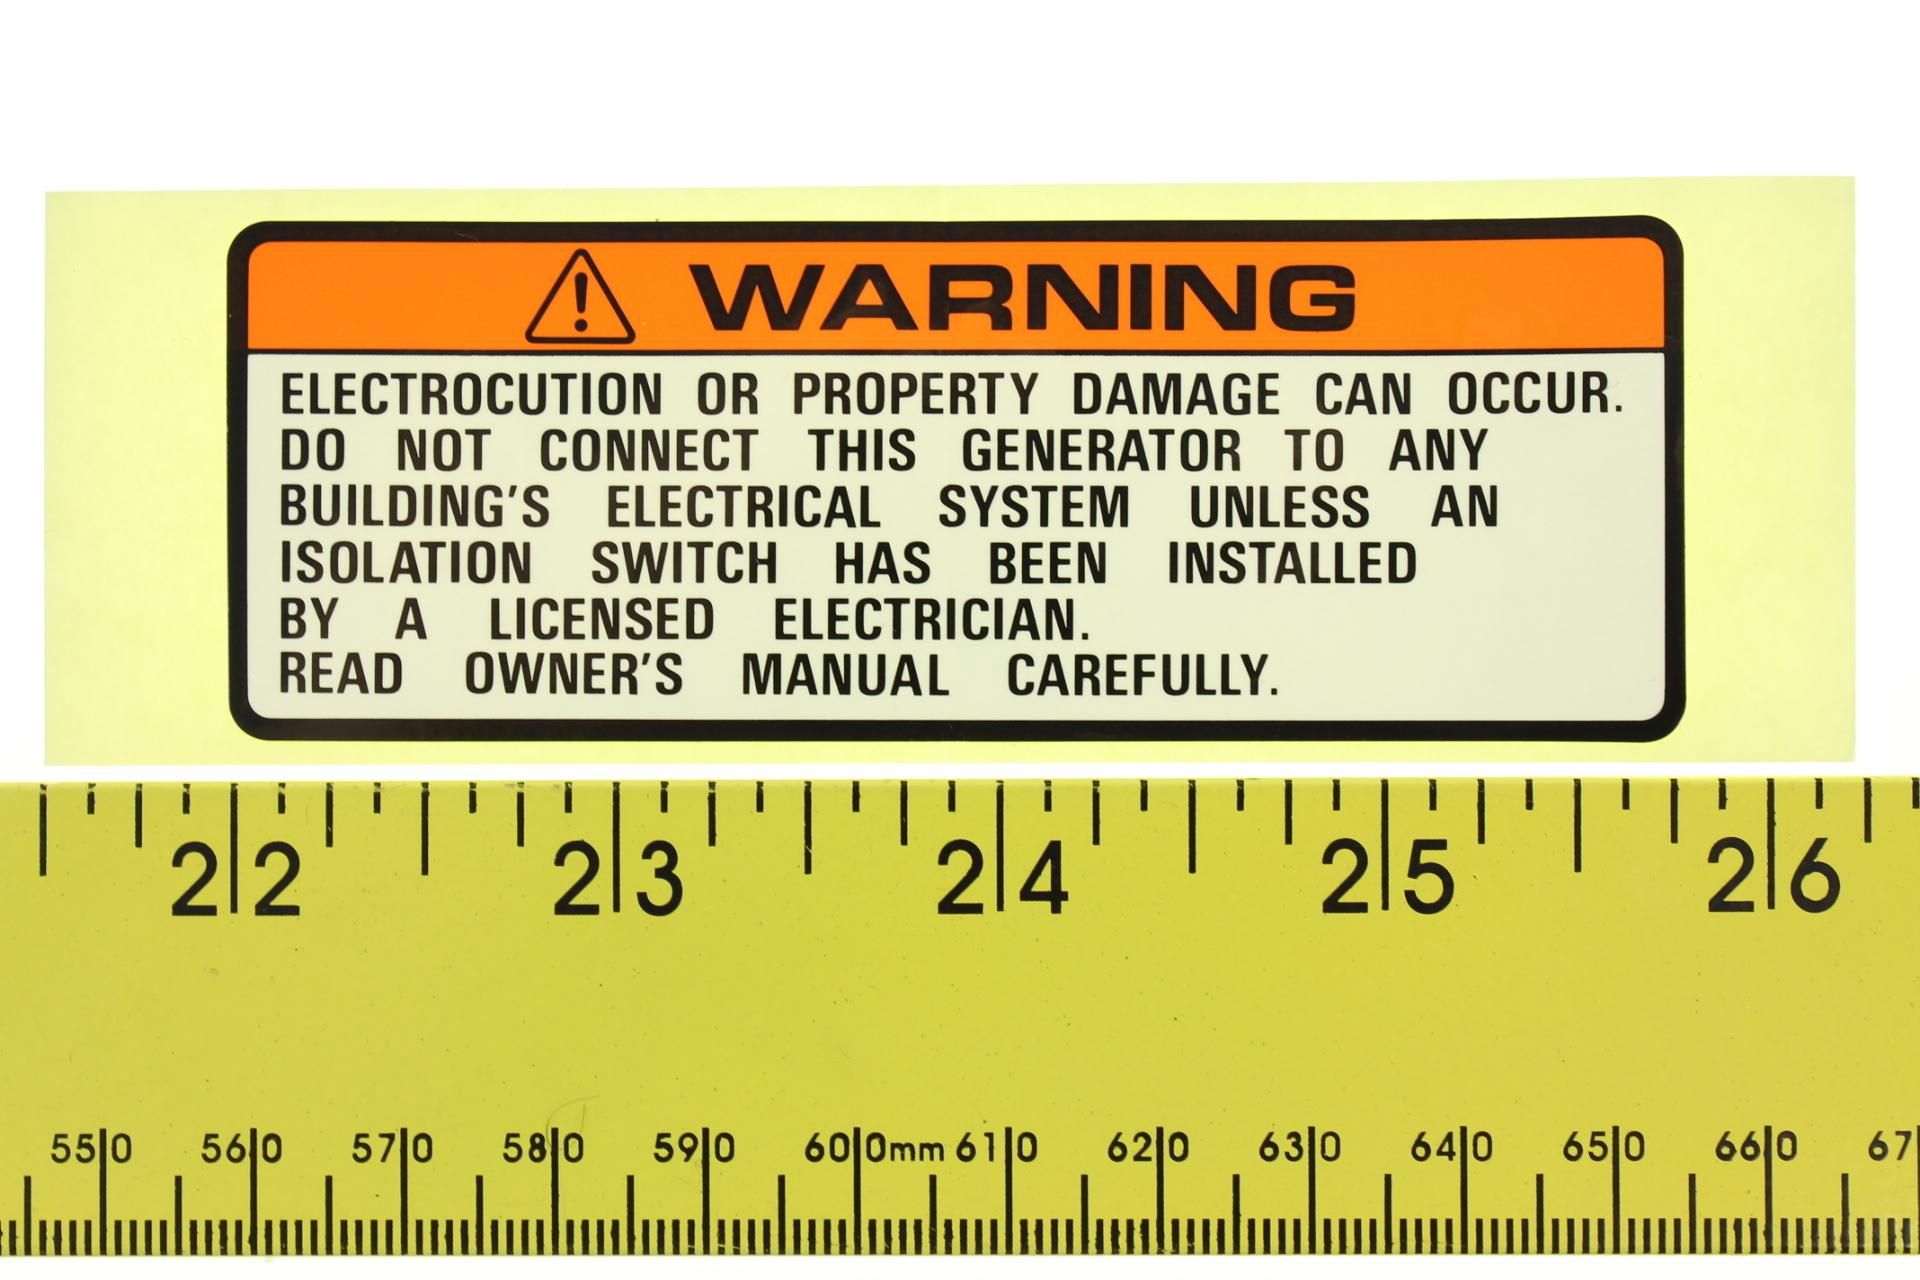 WARNING
ELECTROCUTION OR PROPERTY DAMAGE CAN OCCUR.
DO NOT CONNECT THIS GENERATOR TO ANY
BUILDING'S ELECTRICAL SYSTEM UNLESS AN
ISOLATION SWITCH HAS BEEN INSTALLED
BY A LICENSED ELECTRICIAN.
READ OWNER'S MANUAL CAREFULLY.
22 23 24 25 26
550 560 570 580 590 600mm 610 620 630 640 650 660 67